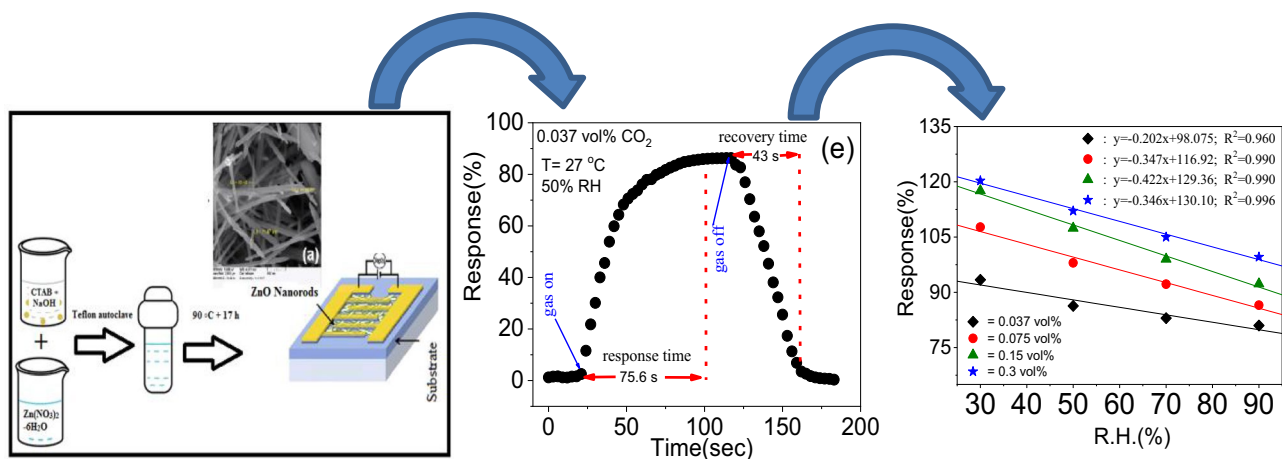 (a)
CTAB +
NaOH
+
Zn(NO3)2
-6H2O
Teflon autoclave
90 °C + 17 h
ZnO Nanorods
Substrate
(e)
0.037 vol% CO2
T= 27 °C
50% RH
recovery time
43 s
gas on
gas off
response time
75.6 s
Response(%)
100
80
60
40
20
0
0
50
100
150
200
Time(sec)
: y=-0.202x+98.075; R2=0.960
: y=-0.347x+116.92; R2=0.990
: y=-0.422x+129.36; R2=0.990
: y=-0.346x+130.10; R2=0.996
= 0.037 vol%
= 0.075 vol%
= 0.15 vol%
= 0.3 vol%
Response(%)
135
120
105
90
75
30
40
50
60
70
80
90
R.H.(%)